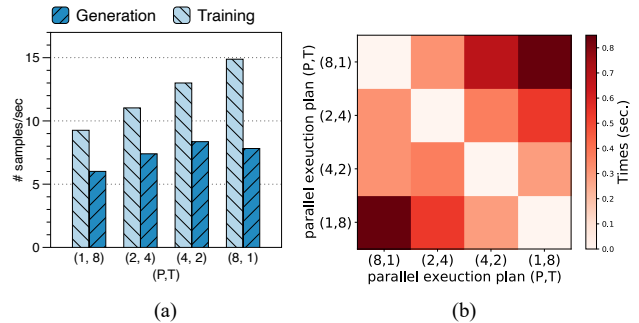 Generation Training
15
10
5
0
# samples/sec
(1, 8) (2, 4) (4, 2) (8, 1)
(P,T)
(a)
parallel exeuction plan (P,T)
(8,1)
(2,4)
(4,2)
(1,8)
(8,1) (2,4) (4,2) (1,8)
parallel exeuction plan (P,T)
0.8
0.7
0.6
0.5
0.4
0.3
0.2
0.1
0.0
Times (sec.)
(b)